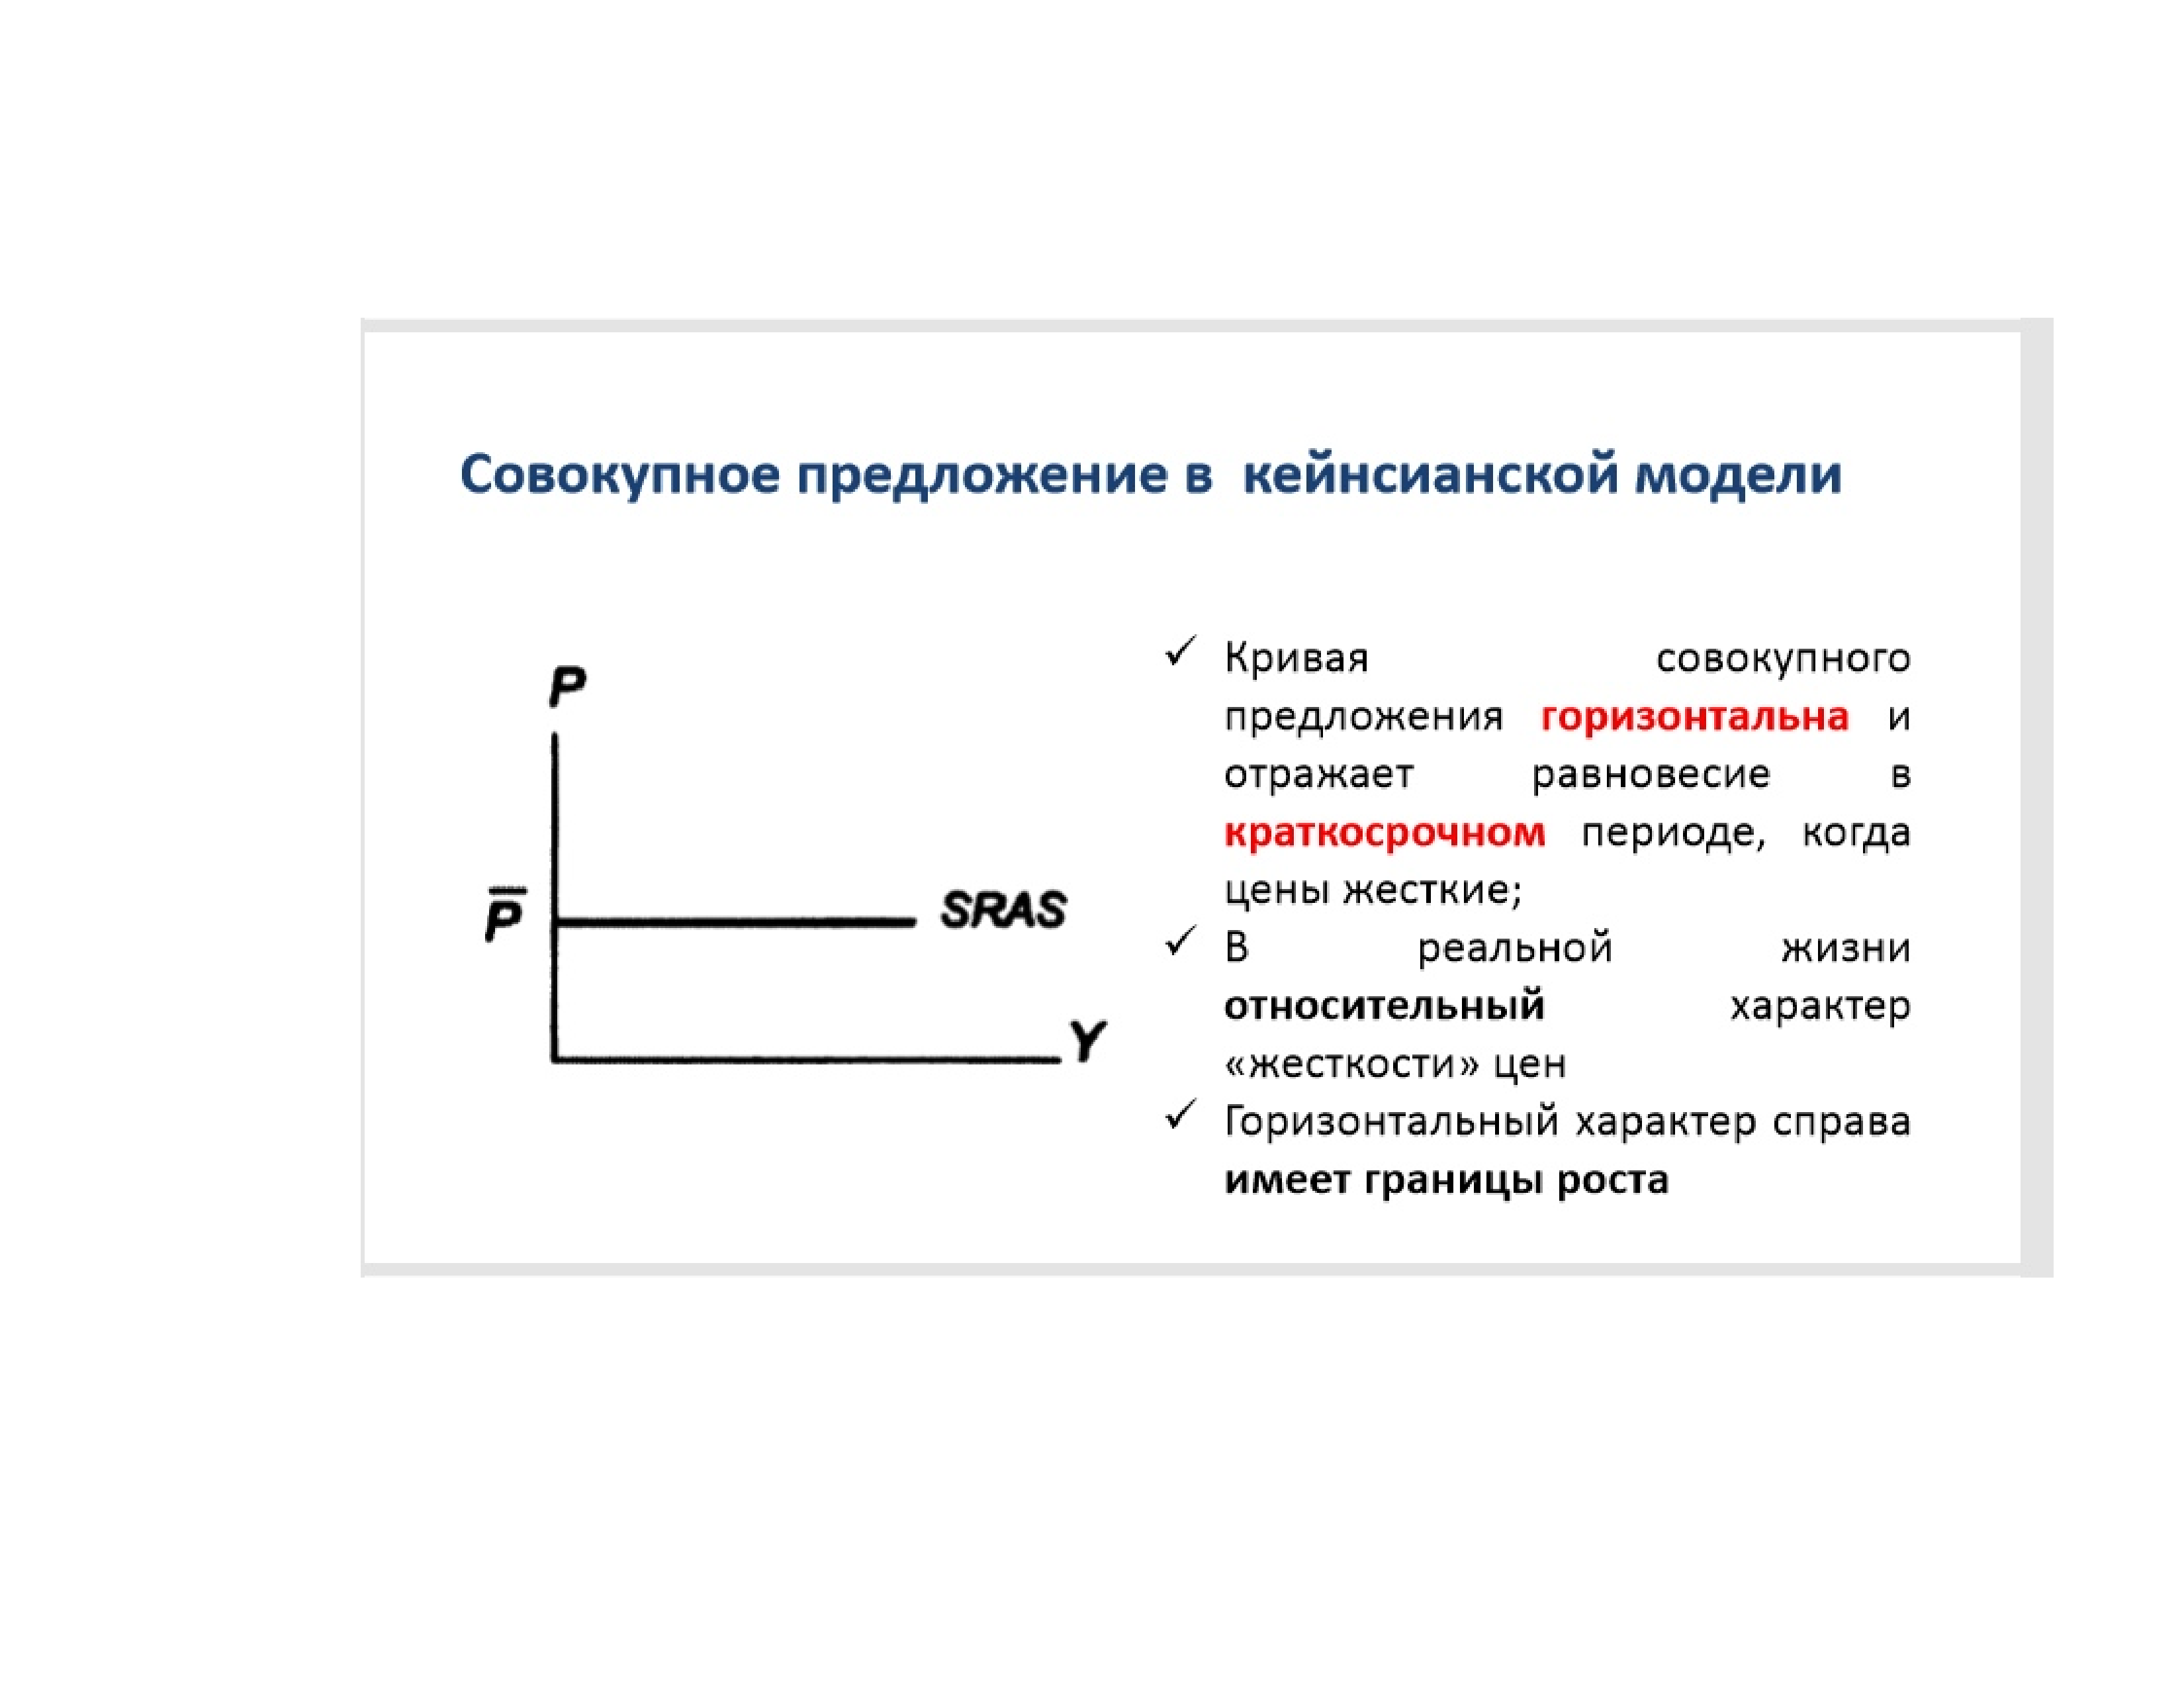 Совокупное предложение в кейнсианской модели
P
P̅
SRAS
Y
✓ Кривая совокупного
предложения горизонтальна и
отражает равновесие в
краткосрочном периоде, когда
цены жесткие;
✓ В реальной жизни
относительный характер
«жесткости» цен
✓ Горизонтальный характер справа
имеет границы роста